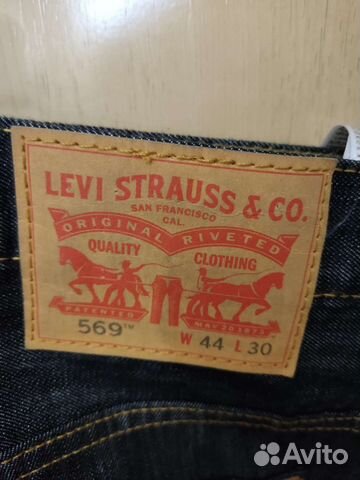 LEVI STRAUSS & CO.
SAN FRANCISCO
CAL.
ORIGINAL RIVETED
QUALITY CLOTHING
PATENTED MAY 20 1873
569™ W 44 L 30
Avito